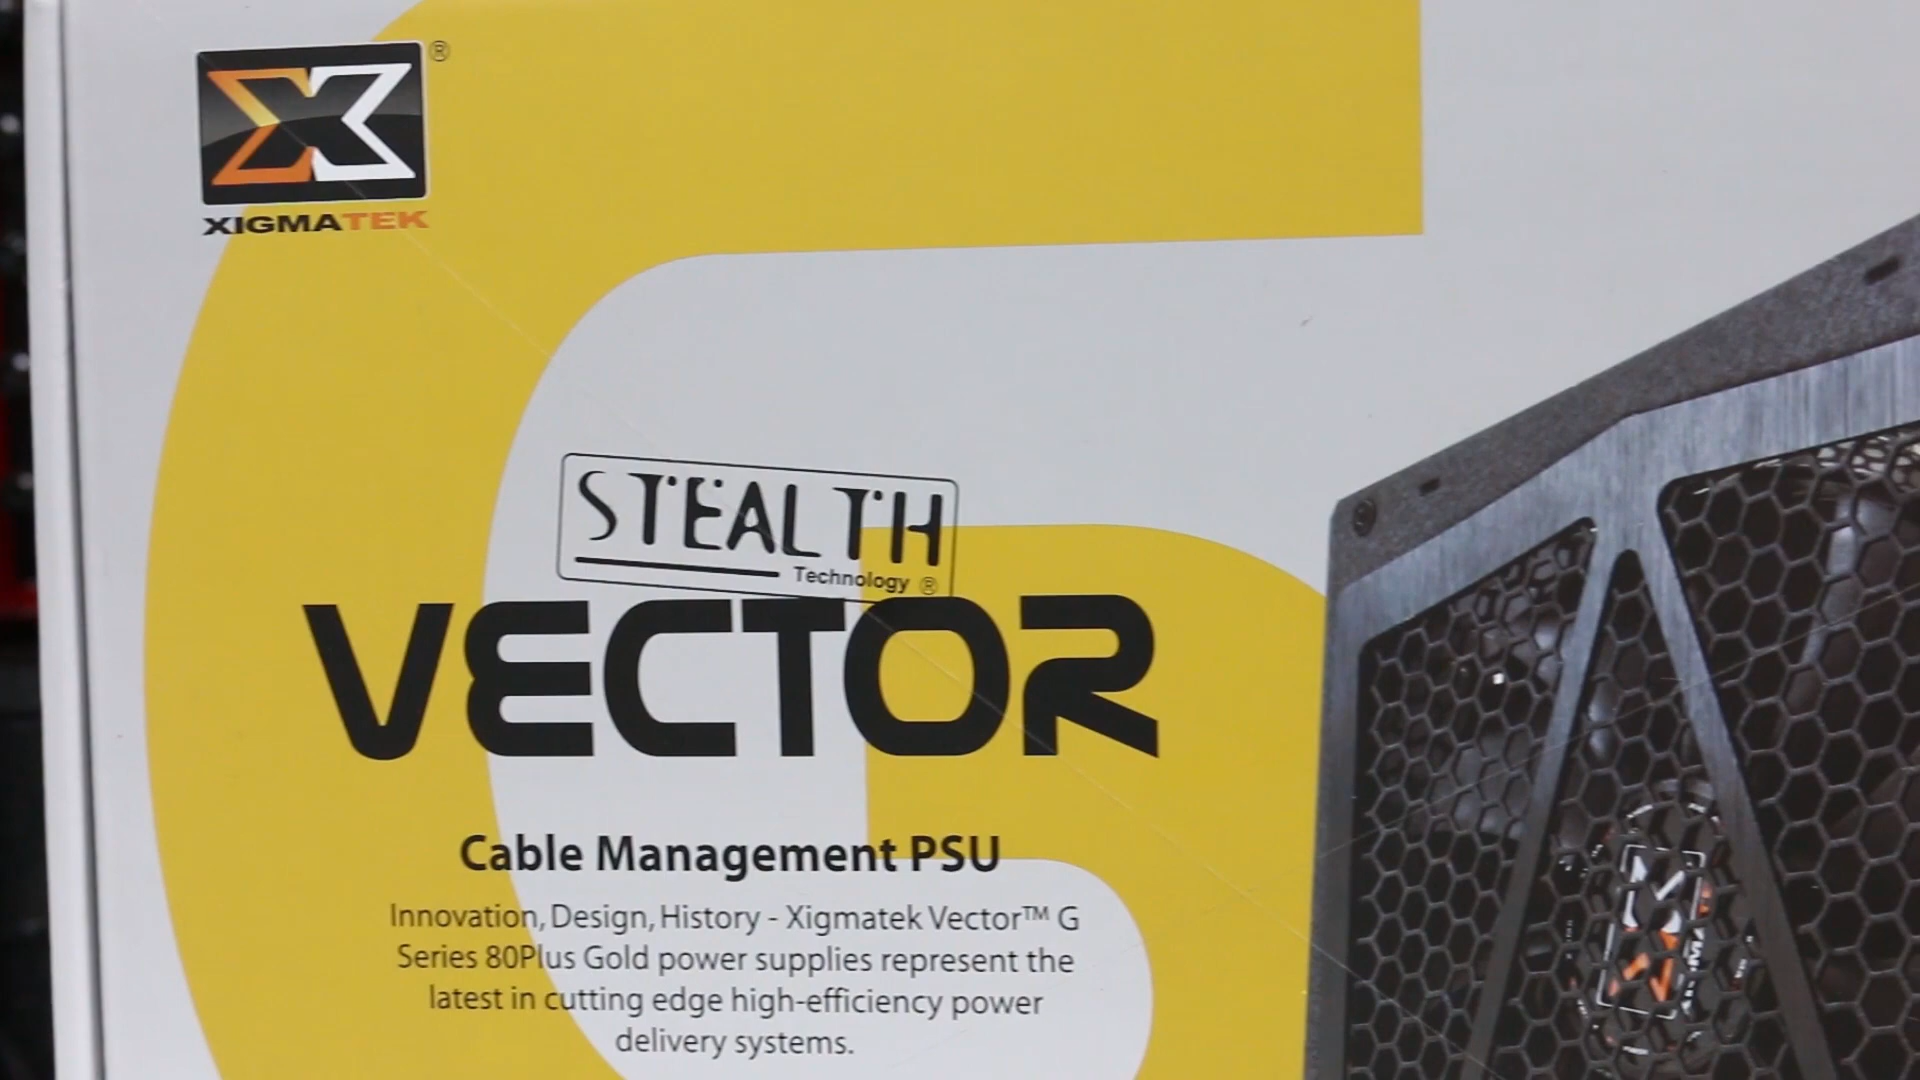 ®
XIGMATEK
STEALTH
Technology ®
VECTOR
Cable Management PSU
Innovation, Design, History - Xigmatek Vector™ G
Series 80Plus Gold power supplies represent the
latest in cutting edge high-efficiency power
delivery systems.